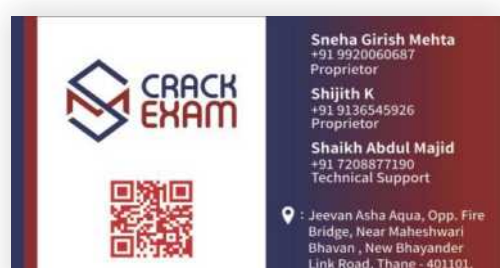 CRACK
EXAM
Sneha Girish Mehta
+91 9920060687
Proprietor
Shijith K
+91 9136545926
Proprietor
Shaikh Abdul Majid
+91 7208877190
Technical Support
: Jeevan Asha Aqua, Opp. Fire
Bridge, Near Maheshwari
Bhavan , New Bhayander
Link Road, Thane - 401101.